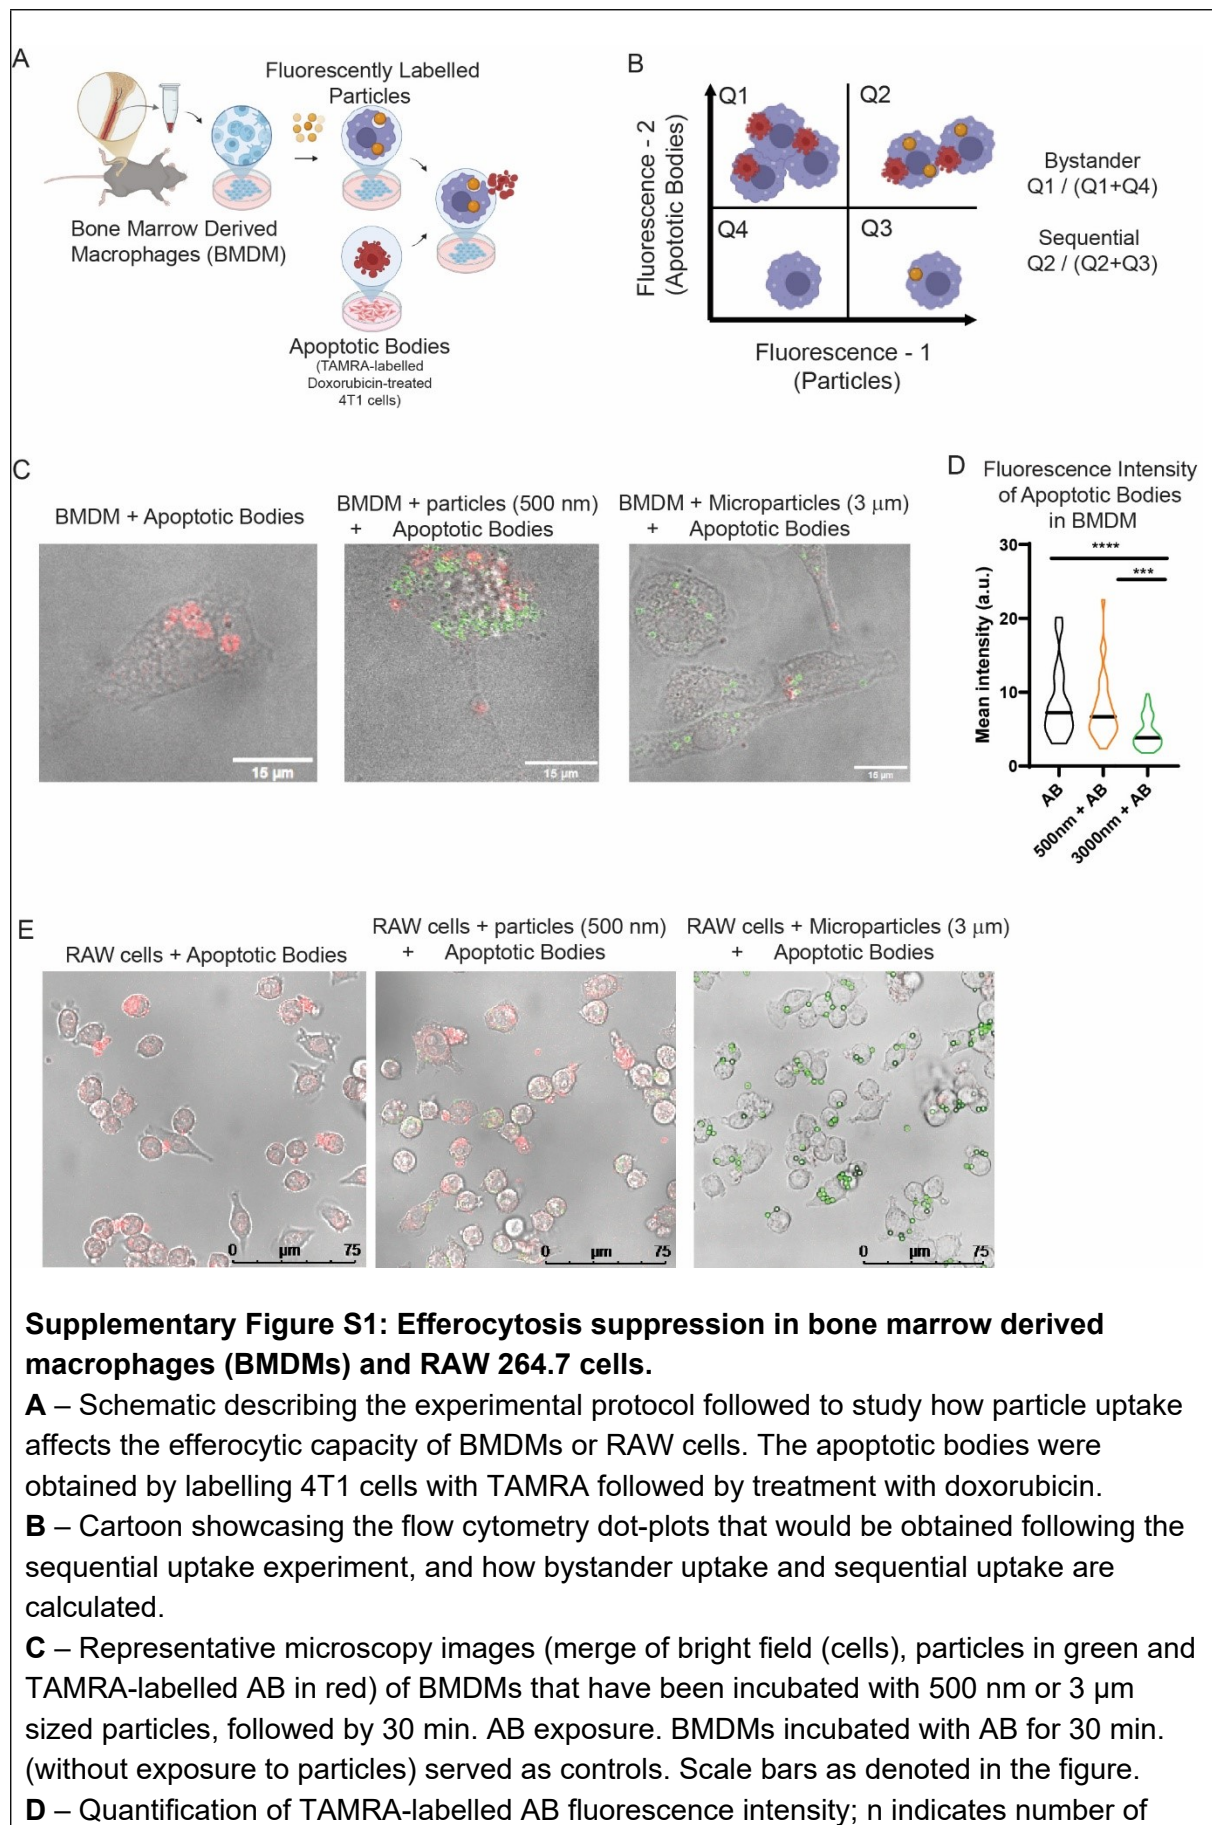 A
Fluorescently Labelled
Particles
Bone Marrow Derived
Macrophages (BMDM)
Apoptotic Bodies
(TAMRA-labelled
Doxorubicin-treated
4T1 cells)
B
Fluorescence - 2
(Apototic Bodies)
Q1
Q2
Q4
Q3
Fluorescence - 1
(Particles)
Bystander
Q1 / (Q1+Q4)
Sequential
Q2 / (Q2+Q3)
C
BMDM + Apoptotic Bodies
BMDM + particles (500 nm)
+ Apoptotic Bodies
BMDM + Microparticles (3 μm)
+ Apoptotic Bodies
15 μm
15 μm
15 μm
D
Fluorescence Intensity
of Apoptotic Bodies
in BMDM
Mean intensity (a.u.)
30
20
10
0
****
***
AB
500nm + AB
3000nm + AB
E
RAW cells + Apoptotic Bodies
RAW cells + particles (500 nm)
+ Apoptotic Bodies
RAW cells + Microparticles (3 μm)
+ Apoptotic Bodies
0 μm 75
0 μm 75
0 μm 75
Supplementary Figure S1: Efferocytosis suppression in bone marrow derived
macrophages (BMDMs) and RAW 264.7 cells.
A – Schematic describing the experimental protocol followed to study how particle uptake
affects the efferocytic capacity of BMDMs or RAW cells. The apoptotic bodies were
obtained by labelling 4T1 cells with TAMRA followed by treatment with doxorubicin.
B – Cartoon showcasing the flow cytometry dot-plots that would be obtained following the
sequential uptake experiment, and how bystander uptake and sequential uptake are
calculated.
C – Representative microscopy images (merge of bright field (cells), particles in green and
TAMRA-labelled AB in red) of BMDMs that have been incubated with 500 nm or 3 μm
sized particles, followed by 30 min. AB exposure. BMDMs incubated with AB for 30 min.
(without exposure to particles) served as controls. Scale bars as denoted in the figure.
D – Quantification of TAMRA-labelled AB fluorescence intensity; n indicates number of